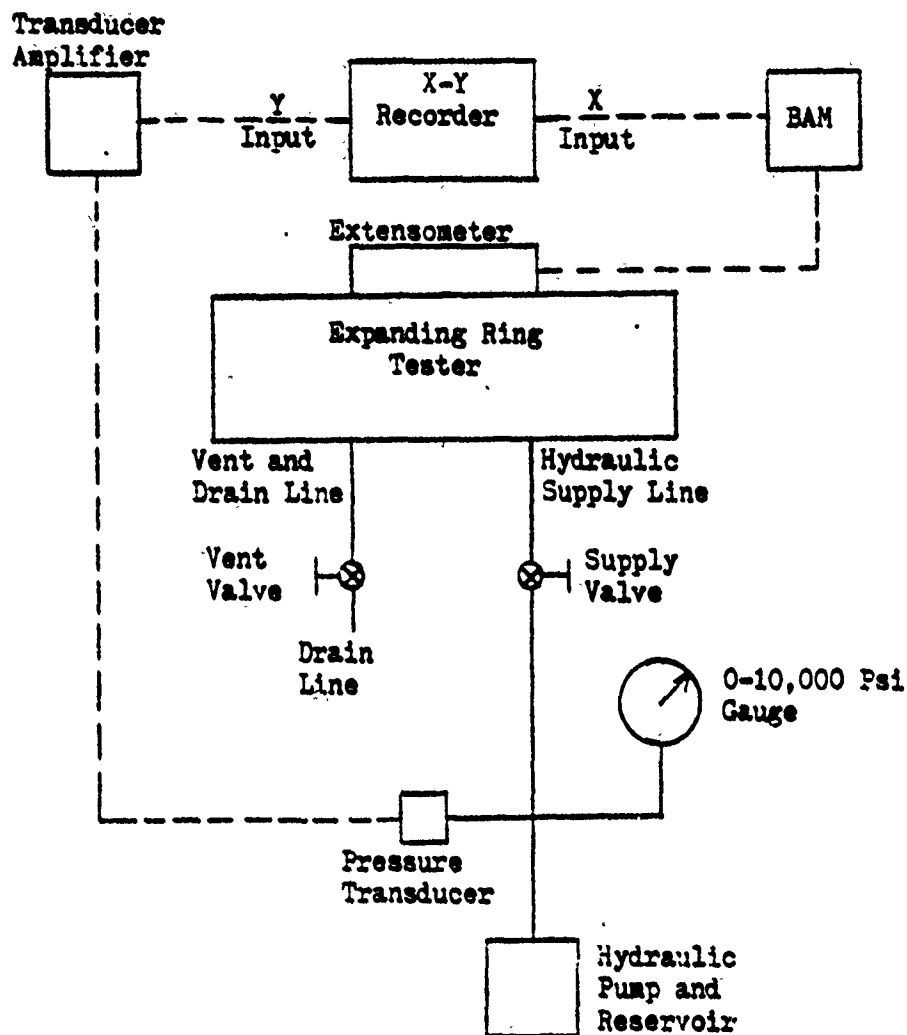 Transducer
Amplifier
X-Y
Recorder
Y
Input
X
Input
BAM
Extensometer
Expanding Ring
Tester
Vent and
Drain Line
Hydraulic
Supply Line
Vent
Valve
Supply
Valve
Drain
Line
0-10,000 Psi
Gauge
Pressure
Transducer
Hydraulic
Pump and
Reservoir